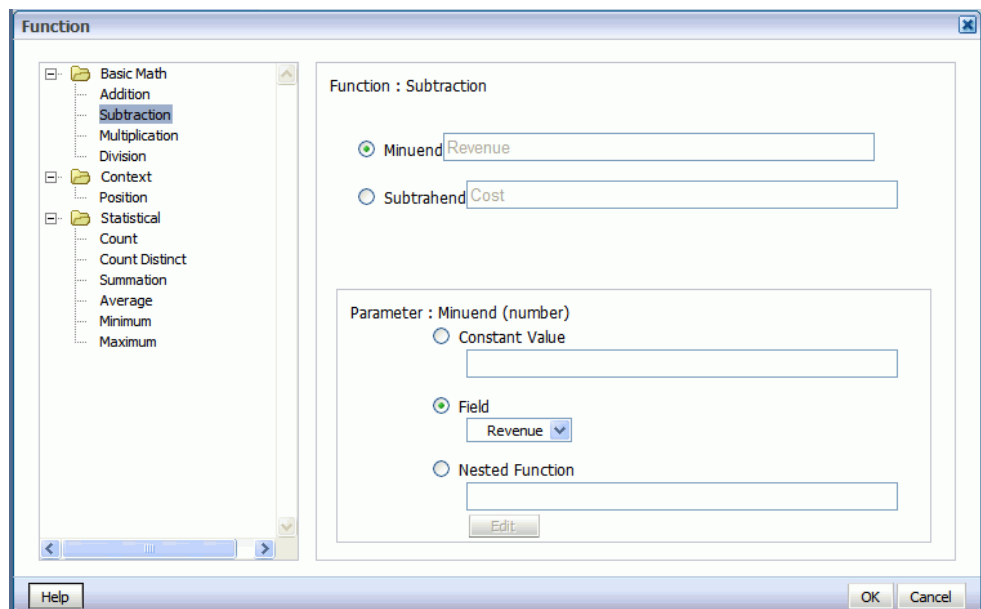 Function
Basic Math
Addition
Subtraction
Multiplication
Division
Context
Position
Statistical
Count
Count Distinct
Summation
Average
Minimum
Maximum
Function : Subtraction
Minuend Revenue
Subtrahend Cost
Parameter : Minuend (number)
Constant Value
Field
Revenue
Nested Function
Edit
Help
OK Cancel